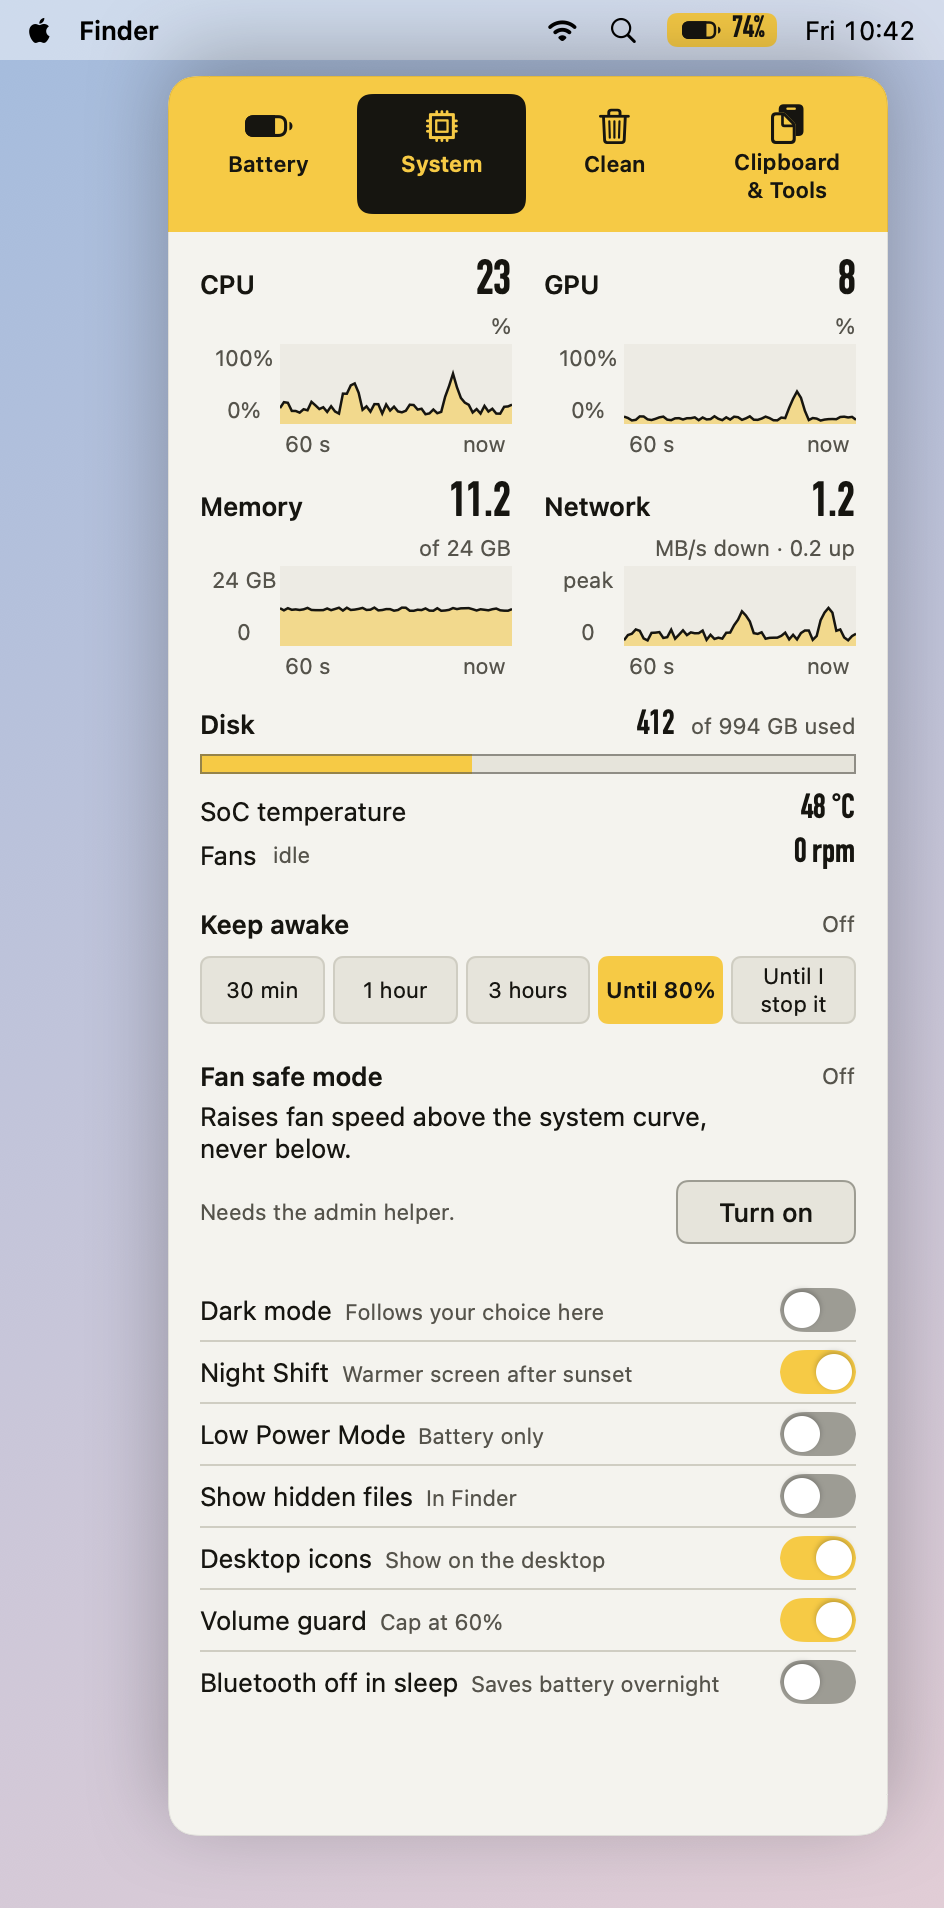 Finder
74%
Fri 10:42
Battery
System
Clean
Clipboard
& Tools
CPU
23
%
100%
0%
60 s
now
GPU
8
%
100%
0%
60 s
now
Memory
11.2
of 24 GB
24 GB
0
60 s
now
Network
1.2
MB/s down · 0.2 up
peak
0
60 s
now
Disk
412 of 994 GB used
SoC temperature
48 °C
Fans idle
0 rpm
Keep awake
Off
30 min
1 hour
3 hours
Until 80%
Until I
stop it
Fan safe mode
Off
Raises fan speed above the system curve,
never below.
Needs the admin helper.
Turn on
Dark mode Follows your choice here
Night Shift Warmer screen after sunset
Low Power Mode Battery only
Show hidden files In Finder
Desktop icons Show on the desktop
Volume guard Cap at 60%
Bluetooth off in sleep Saves battery overnight